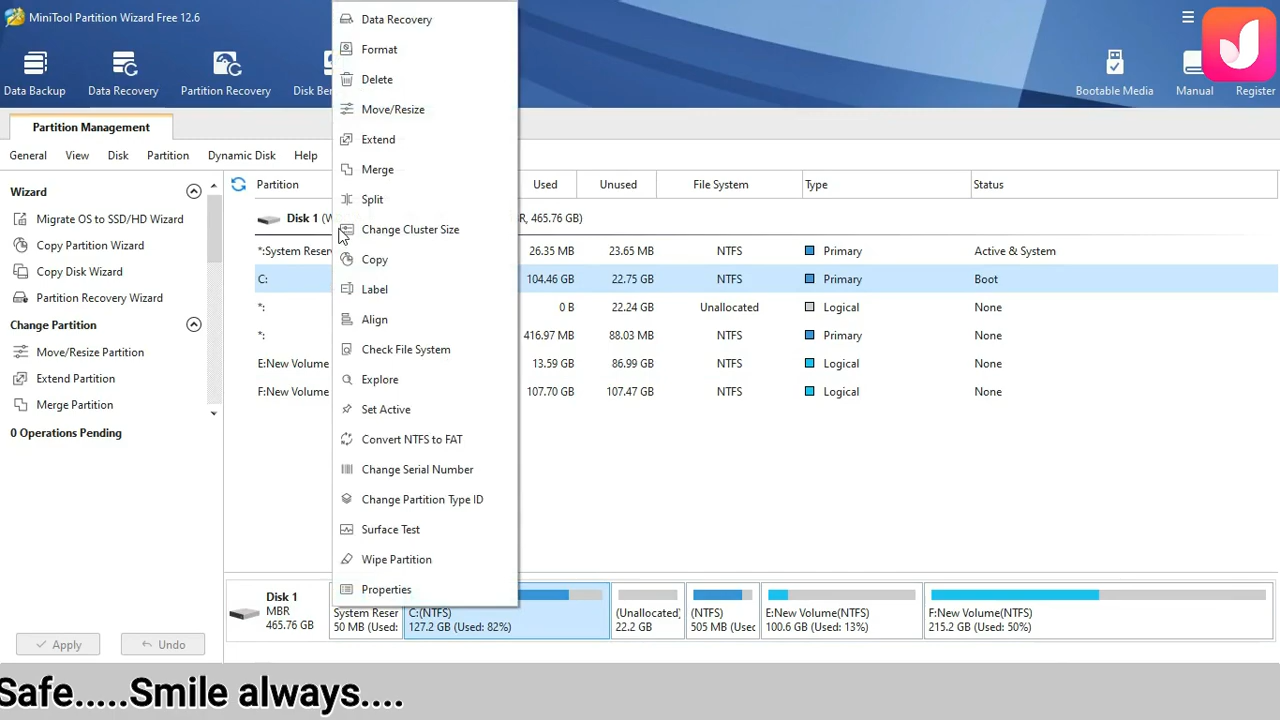 MiniTool Partition Wizard Free 12.6
Data Backup
Data Recovery
Partition Recovery
Disk Ben
Bootable Media
Manual
Register
Partition Management
General View Disk Partition Dynamic Disk Help
Wizard
Migrate OS to SSD/HD Wizard
Copy Partition Wizard
Copy Disk Wizard
Partition Recovery Wizard
Change Partition
Move/Resize Partition
Extend Partition
Merge Partition
0 Operations Pending
Apply
Undo
Data Recovery
Format
Delete
Move/Resize
Extend
Merge
Split
Change Cluster Size
Copy
Label
Align
Check File System
Explore
Set Active
Convert NTFS to FAT
Change Serial Number
Change Partition Type ID
Surface Test
Wipe Partition
Properties
Partition Used Unused File System Type Status
Disk 1 (W R, 465.76 GB)
*:System Reser 26.35 MB 23.65 MB NTFS Primary Active & System
C: 104.46 GB 22.75 GB NTFS Primary Boot
*: 0 B 22.24 GB Unallocated Logical None
*: 416.97 MB 88.03 MB NTFS Primary None
E:New Volume 13.59 GB 86.99 GB NTFS Logical None
F:New Volume 107.70 GB 107.47 GB NTFS Logical None
Disk 1
MBR
465.76 GB
System Reser
50 MB (Used:
C:(NTFS)
127.2 GB (Used: 82%)
(Unallocated)
22.2 GB
(NTFS)
505 MB (Usec
E:New Volume(NTFS)
100.6 GB (Used: 13%)
F:New Volume(NTFS)
215.2 GB (Used: 50%)
Safe.....Smile always....